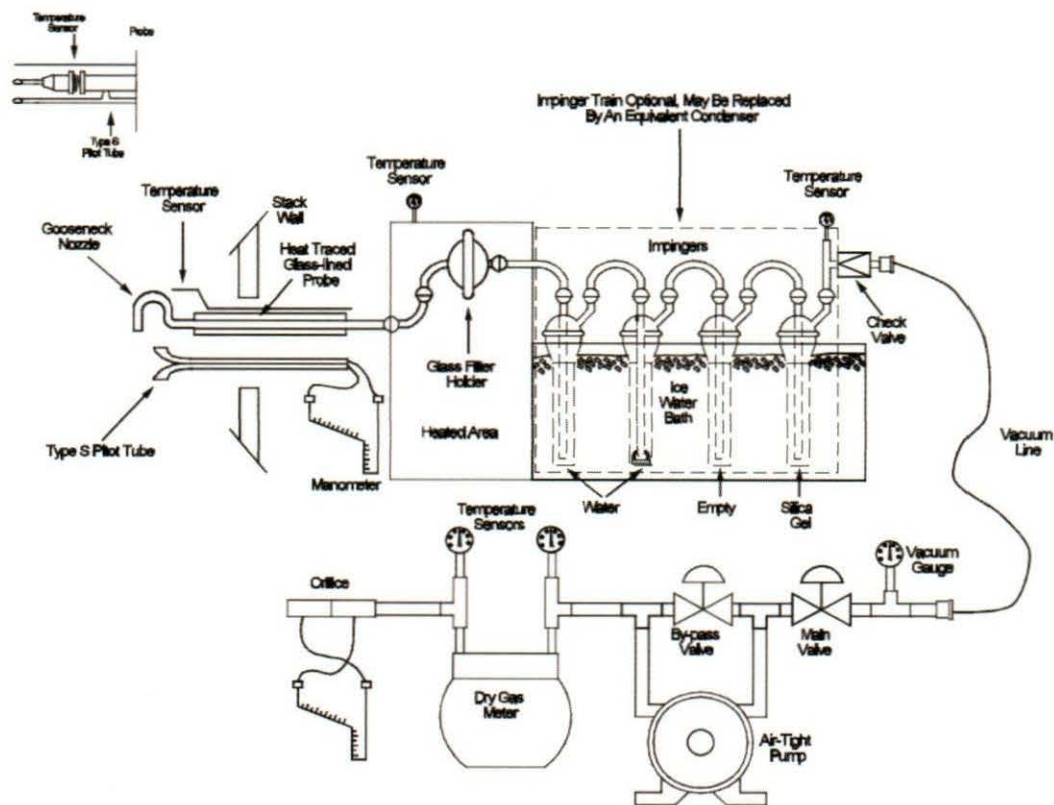 Temperature
Sensor
Probe
Type S
Pitot Tube
Impinger Train Optional, May Be Replaced
By An Equivalent Condenser
Temperature
Sensor
Temperature
Sensor
Temperature
Sensor
Stack
Wall
Gooseneck
Nozzle
Heat Traced
Glass-lined
Probe
Impingers
Check
Valve
Glass Filter
Holder
Ice
Water
Bath
Heated Area
Type S Pitot Tube
Vacuum
Line
Manometer
Water
Empty
Silica
Gel
Temperature
Sensors
Vacuum
Gauge
Orifice
By-pass
Valve
Main
Valve
Dry Gas
Meter
Air-Tight
Pump